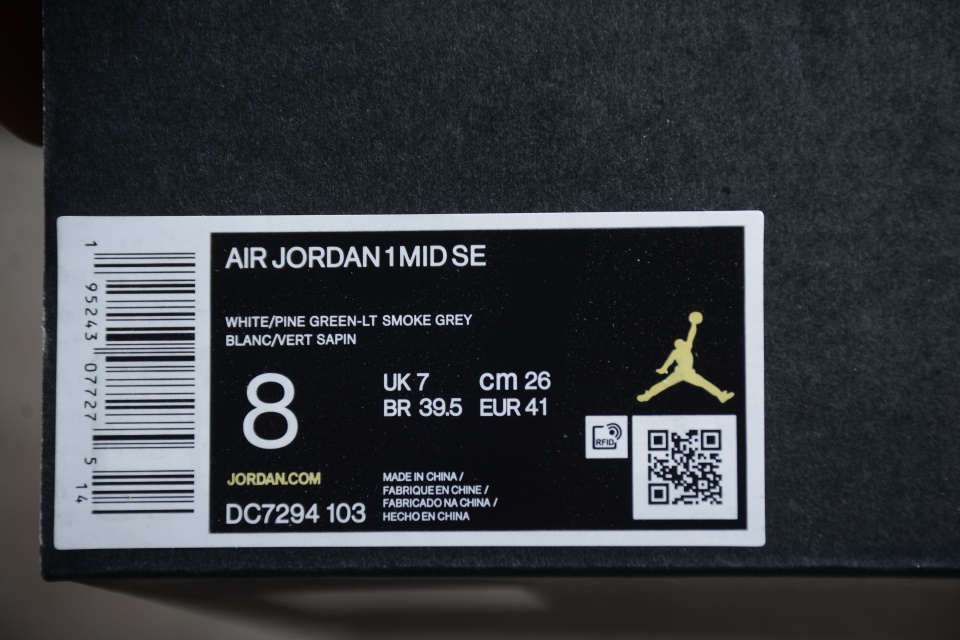 AIR JORDAN 1 MID SE
WHITE/PINE GREEN-LT SMOKE GREY
BLANC/VERT SAPIN
8
UK 7 cm 26
BR 39.5 EUR 41
RFID
JORDAN.COM
DC7294 103
MADE IN CHINA /
FABRIQUE EN CHINE /
FABRICADO NA CHINA /
HECHO EN CHINA
1 95243 07727 5 14